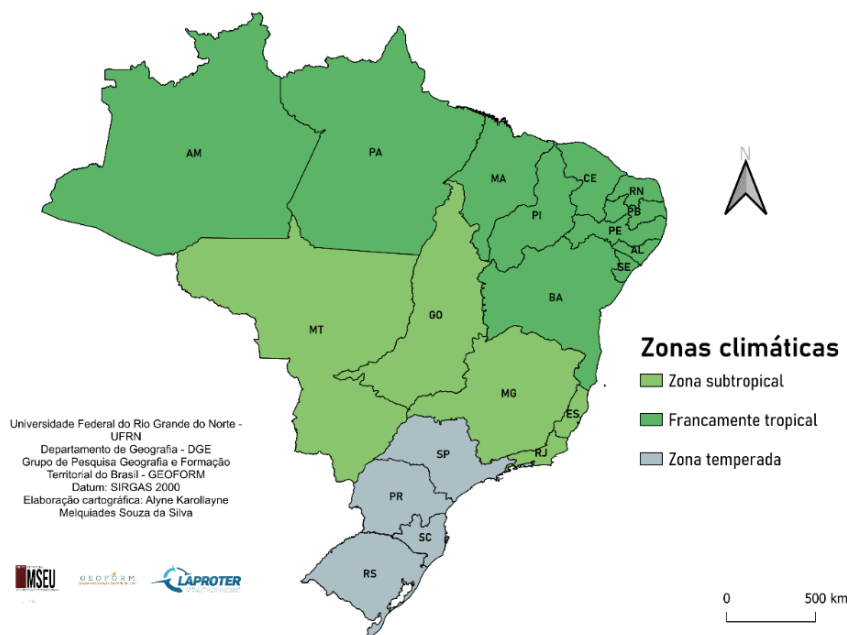 AM
PA
MA
CE
RN
PB
PI
PE
AL
SE
BA
MT
GO
MG
ES
RJ
SP
PR
SC
RS
N
Zonas climáticas
Zona subtropical
Francamente tropical
Zona temperada
Universidade Federal do Rio Grande do Norte -
UFRN
Departamento de Geografia - DGE
Grupo de Pesquisa Geografia e Formação
Territorial do Brasil - GEOFORM
Datum: SIRGAS 2000
Elaboração cartográfica: Alyne Karollayne
Melquiades Souza da Silva
MSEU
GEOFORM
LAPROTER
0 500 km